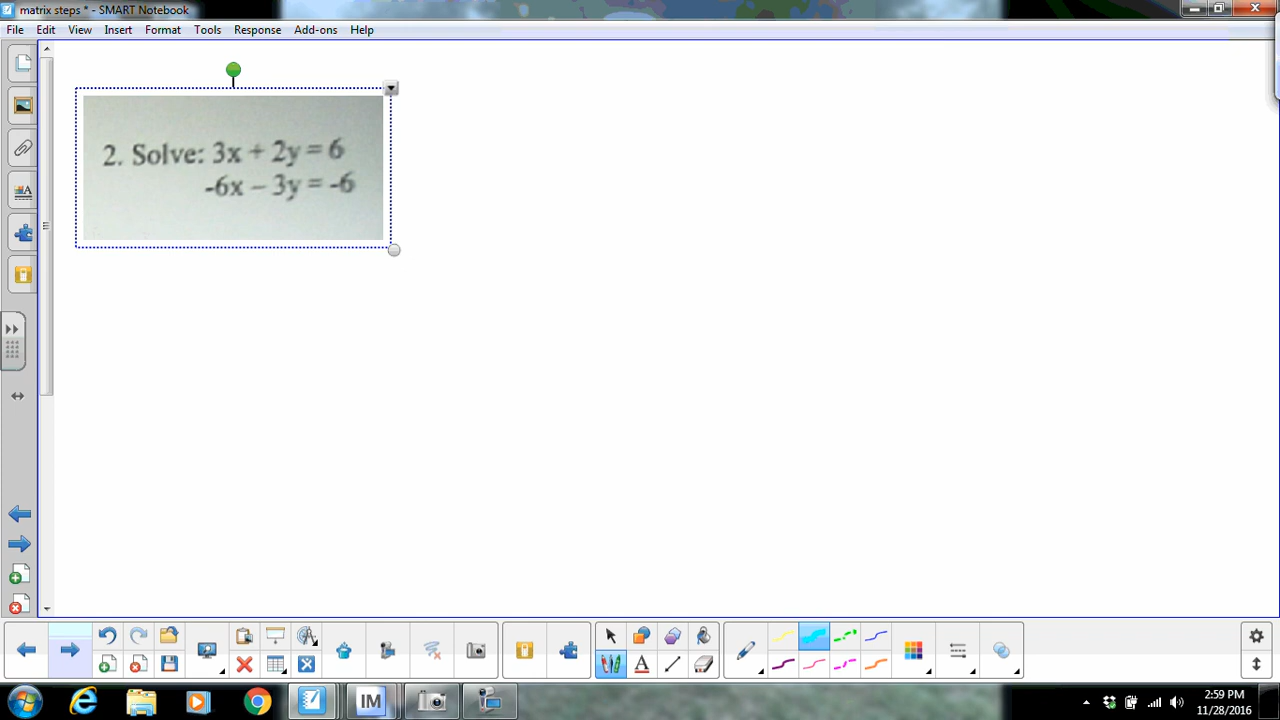 matrix steps * - SMART Notebook
File Edit View Insert Format Tools Response Add-ons Help
2. Solve: 3x + 2y = 6
-6x – 3y = -6
IM
2:59 PM
11/28/2016